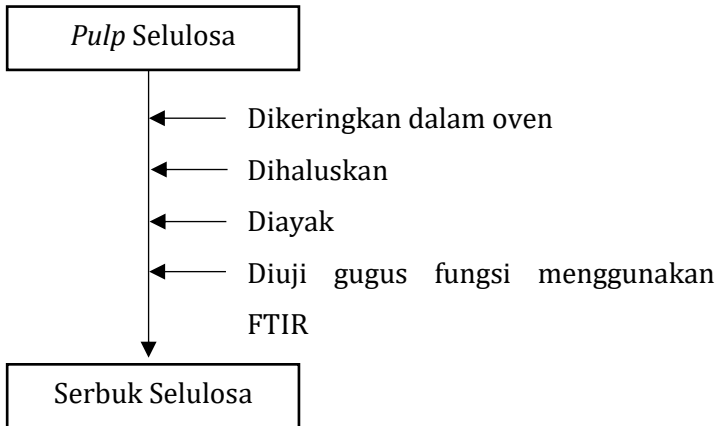 Pulp Selulosa
Dikeringkan dalam oven
Dihaluskan
Diayak
Diuji gugus fungsi menggunakan
FTIR
Serbuk Selulosa